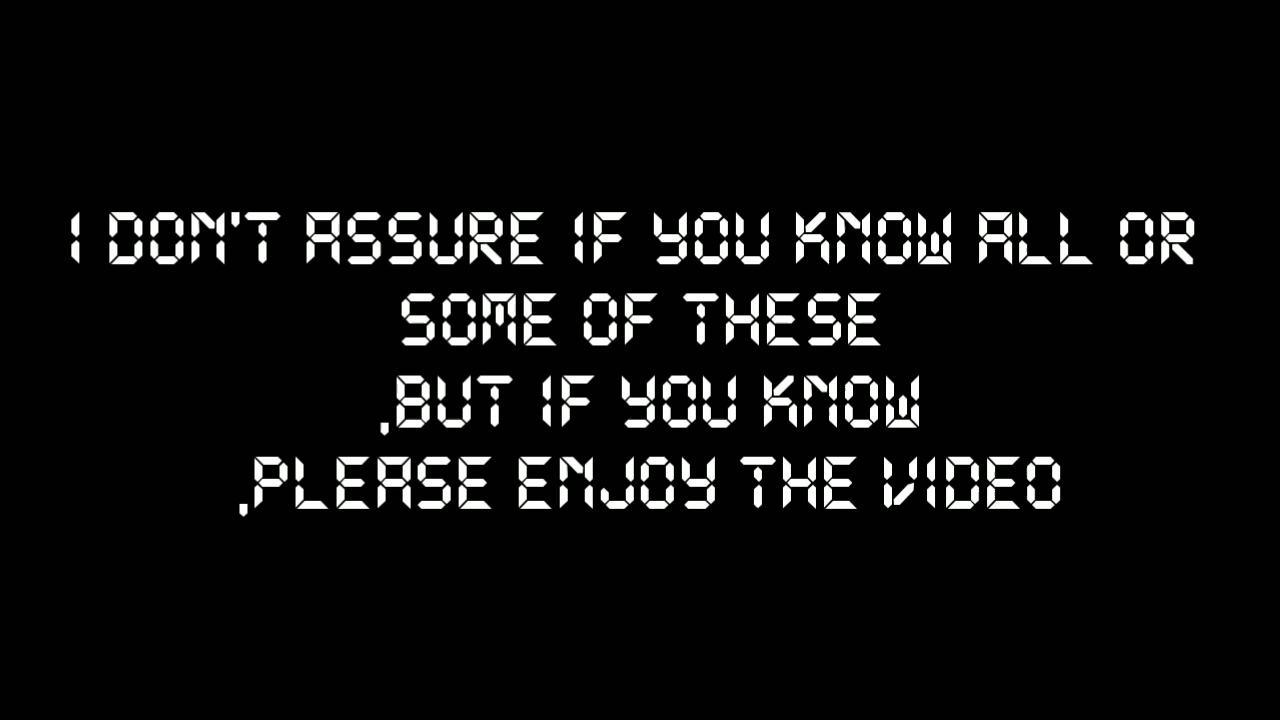 I DON'T ASSURE IF YOU KNOW ALL OR
SOME OF THESE
,BUT IF YOU KNOW
,PLEASE ENJOY THE VIDEO